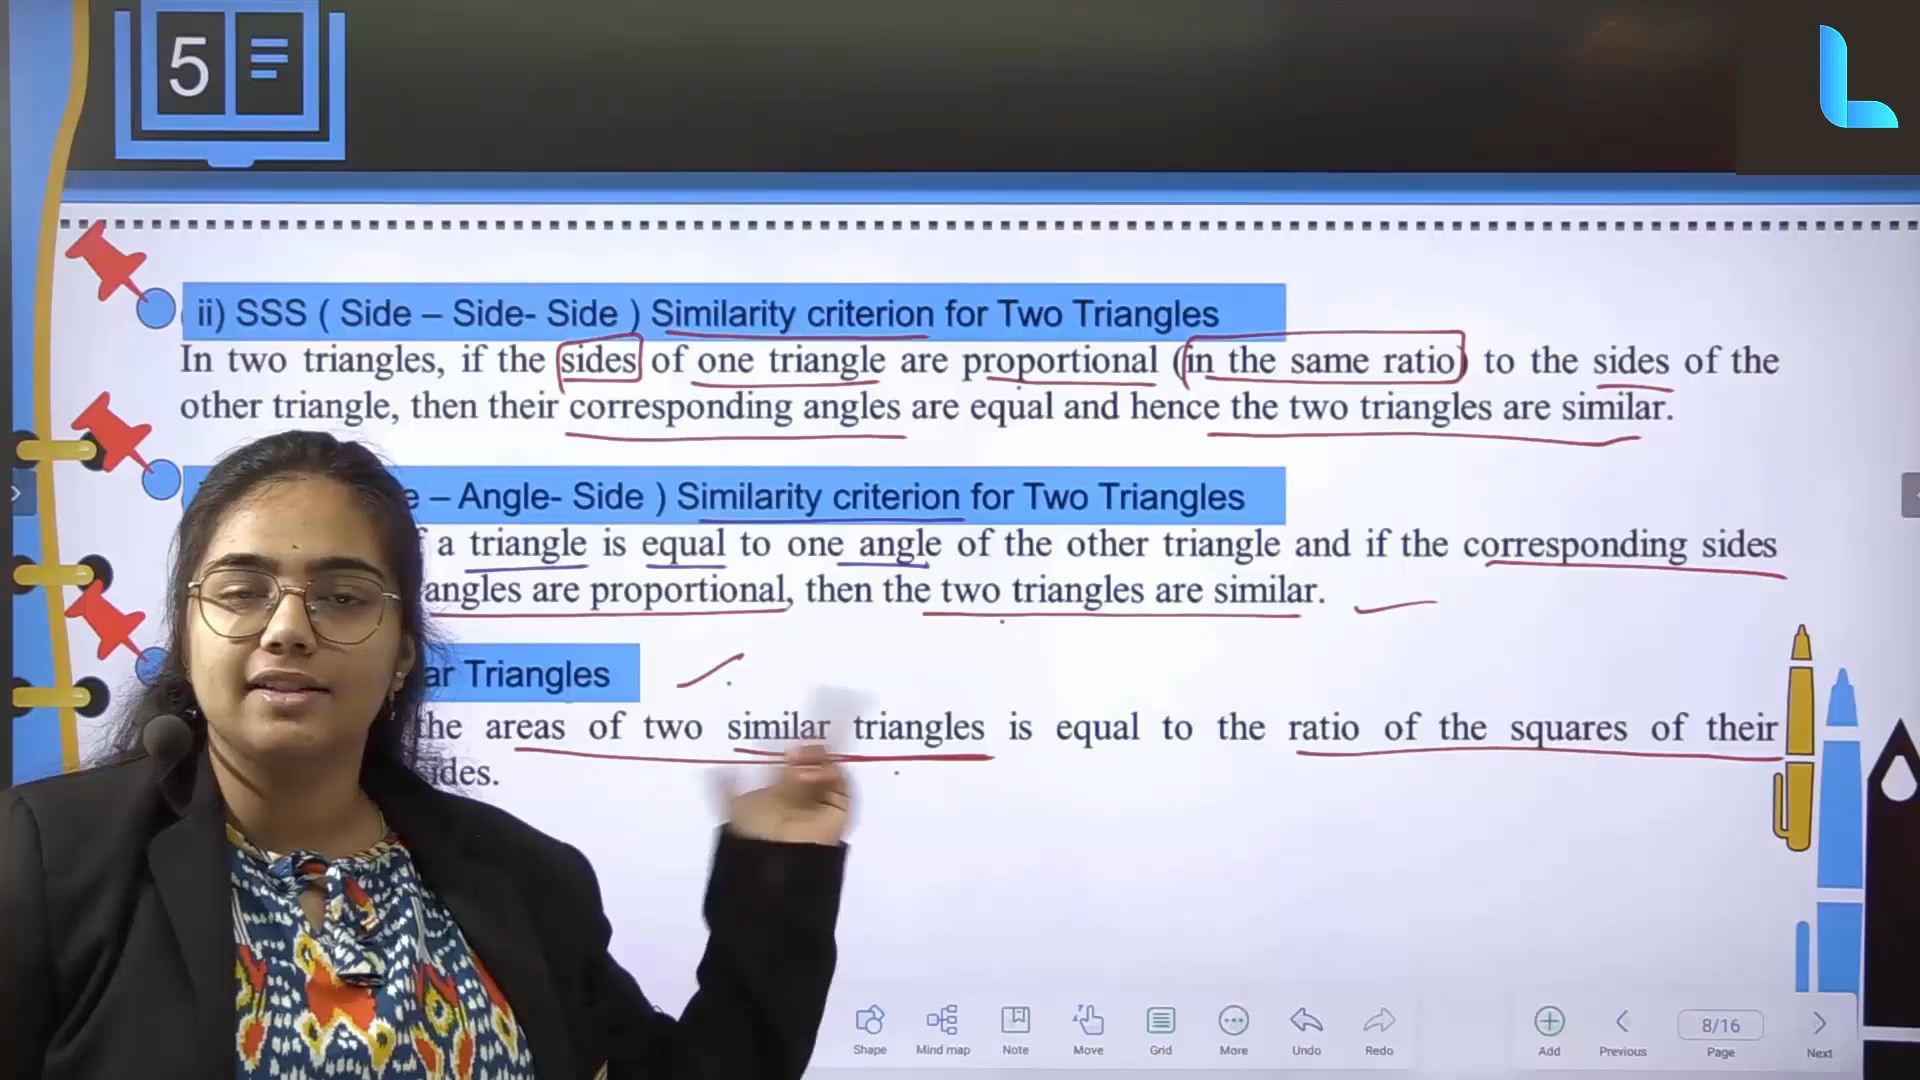 5
ii) SSS ( Side – Side- Side ) Similarity criterion for Two Triangles
In two triangles, if the sides of one triangle are proportional (in the same ratio) to the sides of the
other triangle, then their corresponding angles are equal and hence the two triangles are similar.
– Angle- Side ) Similarity criterion for Two Triangles
a triangle is equal to one angle of the other triangle and if the corresponding sides
angles are proportional, then the two triangles are similar.
Triangles
the areas of two similar triangles is equal to the ratio of the squares of their
sides.
Shape Mind map Note Move Grid More Undo Redo Add Previous 8/16 Page Next